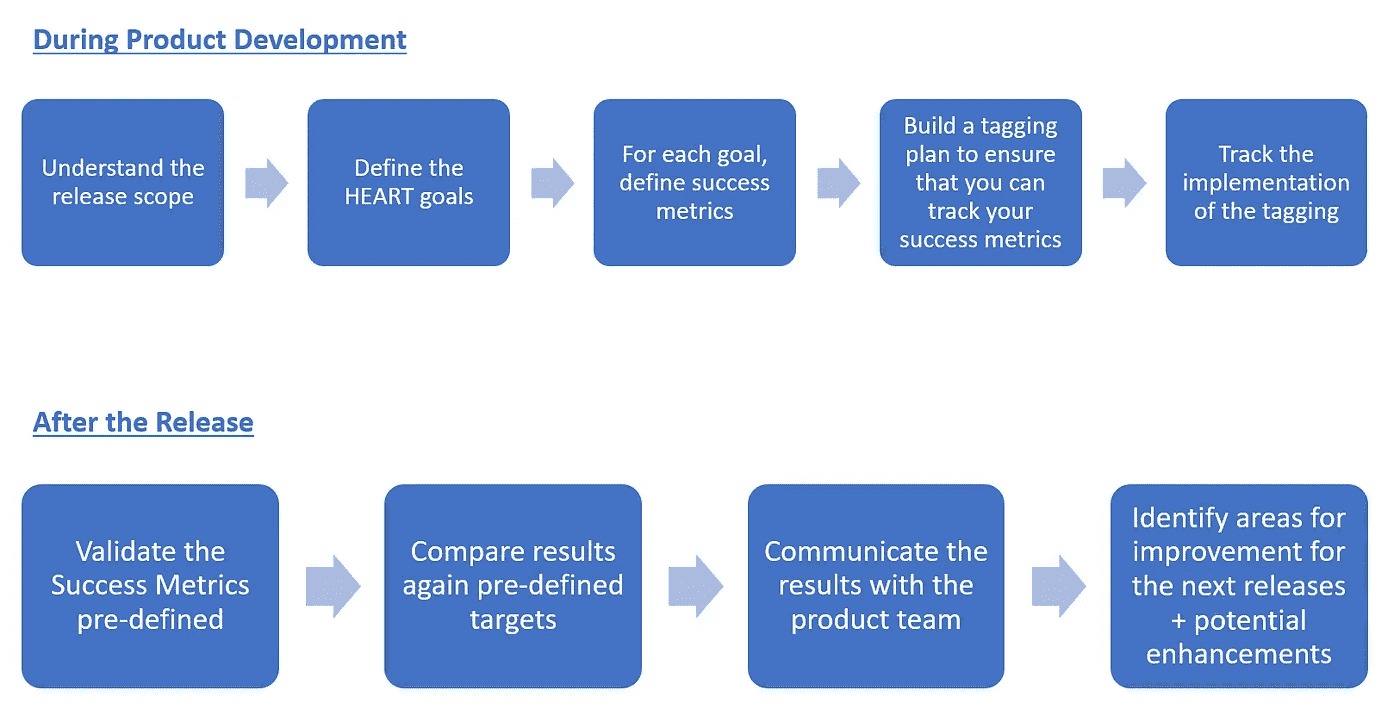 During Product Development
Understand the
release scope
Define the
HEART goals
For each goal,
define success
metrics
Build a tagging
plan to ensure
that you can
track your
success metrics
Track the
implementation
of the tagging
After the Release
Validate the
Success Metrics
pre-defined
Compare results
again pre-defined
targets
Communicate the
results with the
product team
Identify areas for
improvement for
the next releases
+ potential
enhancements